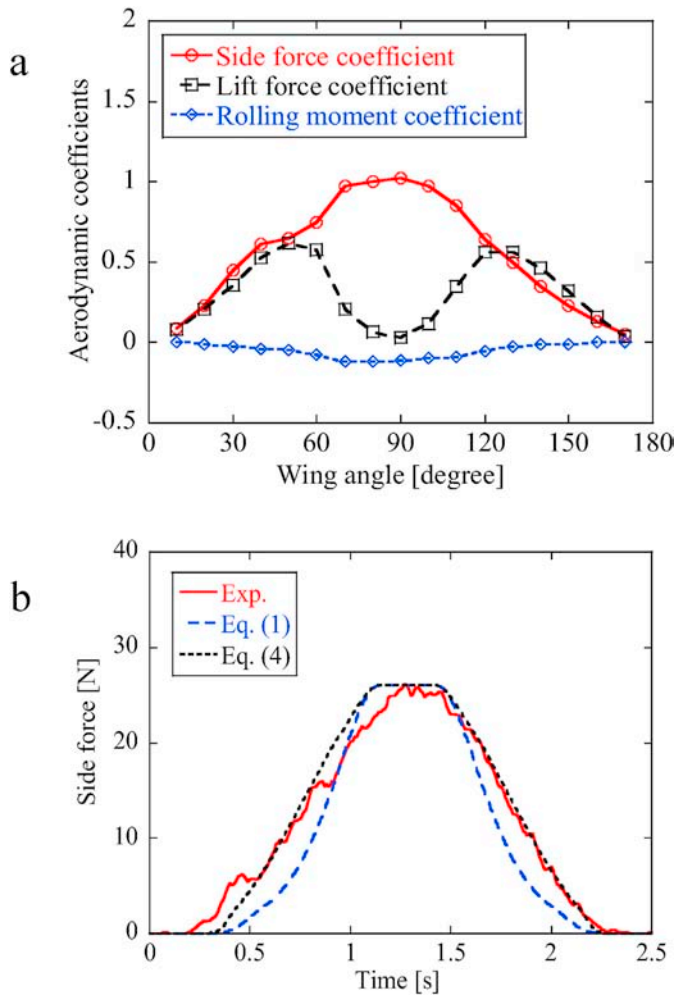 a
2
1.5
1
0.5
0
-0.5
Aerodynamic coefficients
Side force coefficient
Lift force coefficient
Rolling moment coefficient
0 30 60 90 120 150 180
Wing angle [degree]
b
40
30
20
10
0
Side force [N]
Exp.
Eq. (1)
Eq. (4)
0 0.5 1 1.5 2 2.5
Time [s]